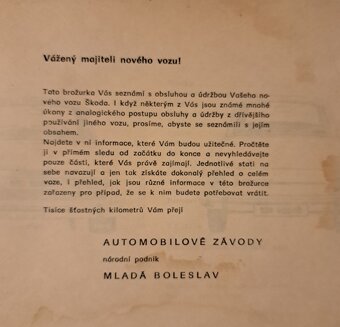 Vážený majiteli nového vozu!
Tato brožurka Vás seznámí s obsluhou a údržbou Vašeho no-
vého vozu Škoda. I když některým z Vás jsou známé mnohé
úkony z analogického postupu obsluhy a údržby z dřívějšího
používání jiného vozu, prosíme, abyste se seznámili s jejím
obsahem.
Najdete v ní informace, které Vám budou užitečné. Pročtěte
ji v přímém sledu od začátku do konce a nevyhledávejte
pouze části, které Vás právě zajímají. Jednotlivé stati na
sebe navazují a jen tak získáte dokonalý přehled o celém
voze, i přehled, jak jsou různé informace v této brožurce
zařazeny pro případ, že se k nim budete potřebovat vrátit.
Tisíce šťastných kilometrů Vám přejí
AUTOMOBILOVÉ ZÁVODY
národní podnik
MLADÁ BOLESLAV